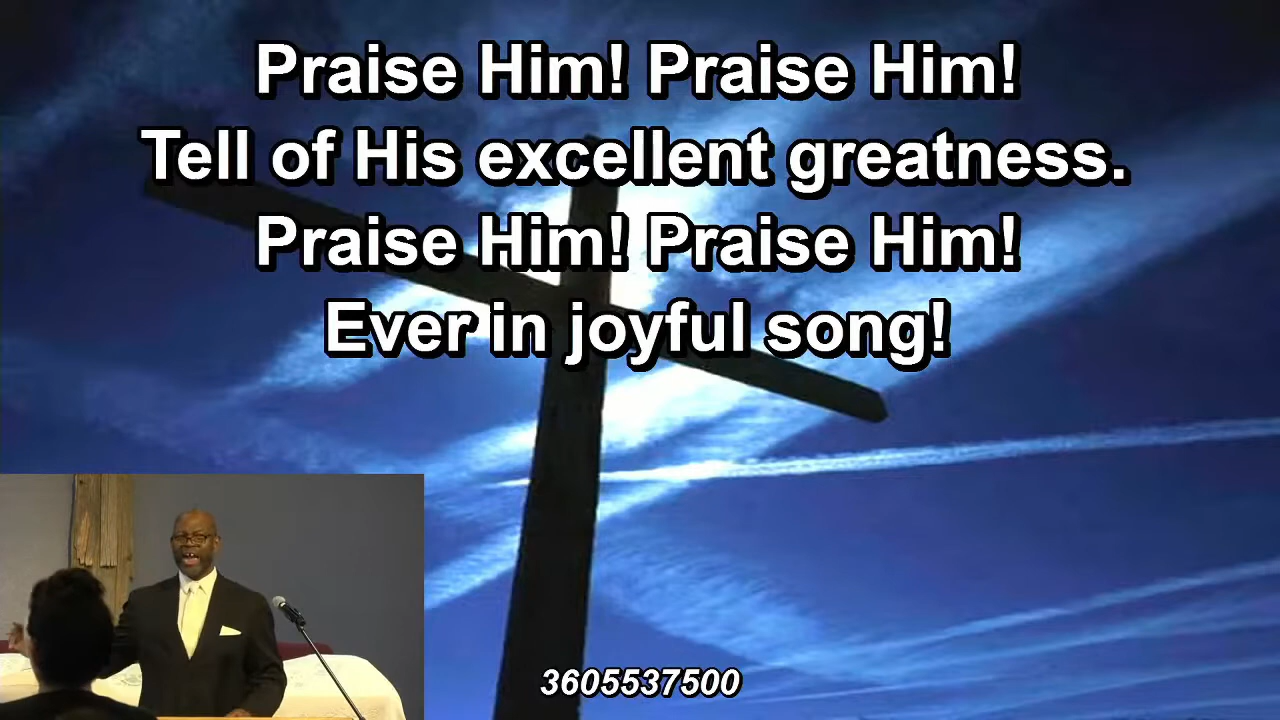 Praise Him! Praise Him!
Tell of His excellent greatness.
Praise Him! Praise Him!
Ever in joyful song!
3605537500